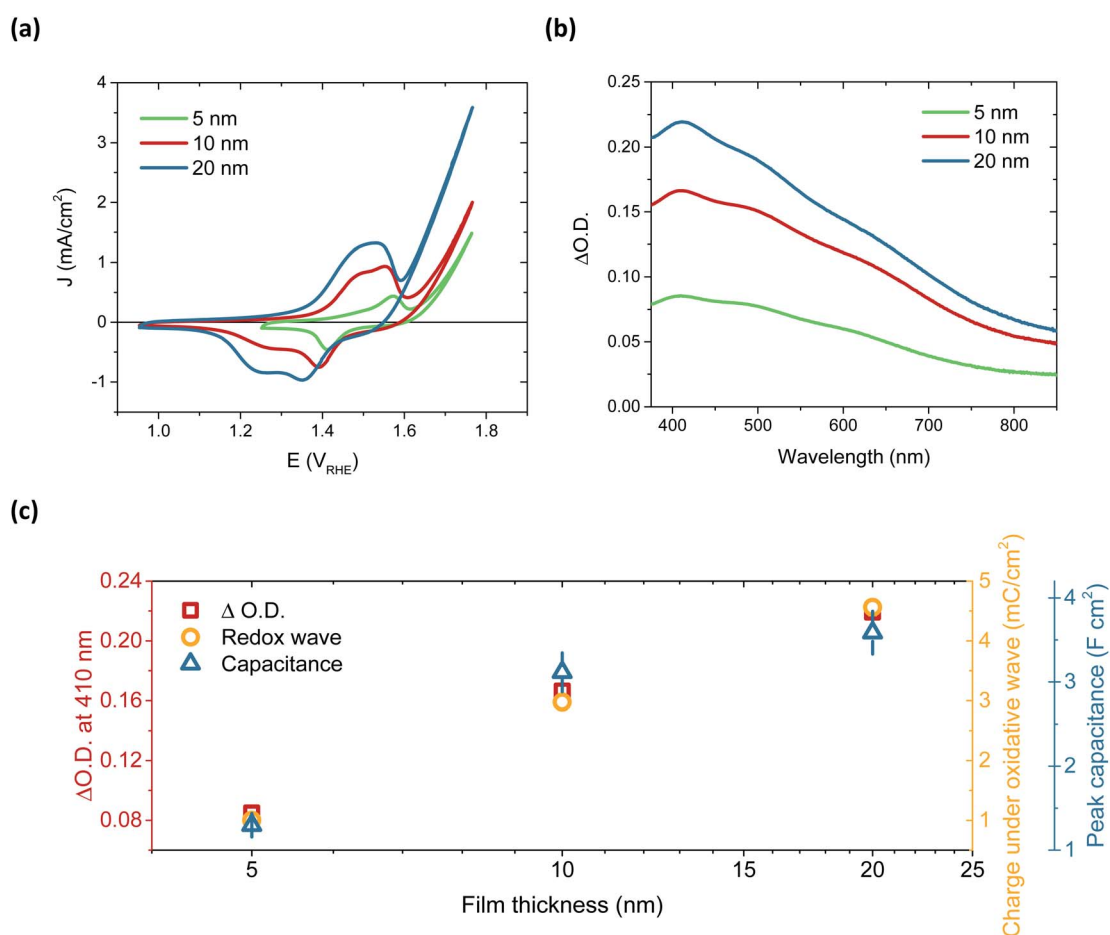 (a)
4
3
2
1
0
-1
J (mA/cm²)
5 nm
10 nm
20 nm
1.0
1.2
1.4
1.6
1.8
E (V_RHE)
(b)
0.25
0.20
0.15
0.10
0.05
0.00
ΔO.D.
5 nm
10 nm
20 nm
400
500
600
700
800
Wavelength (nm)
(c)
0.24
0.20
0.16
0.12
0.08
ΔO.D. at 410 nm
Δ O.D.
Redox wave
Capacitance
5
10
15
20
25
Film thickness (nm)
5
4
3
2
1
Charge under oxidative wave (mC/cm²)
4
3
2
1
Peak capacitance (F cm²)